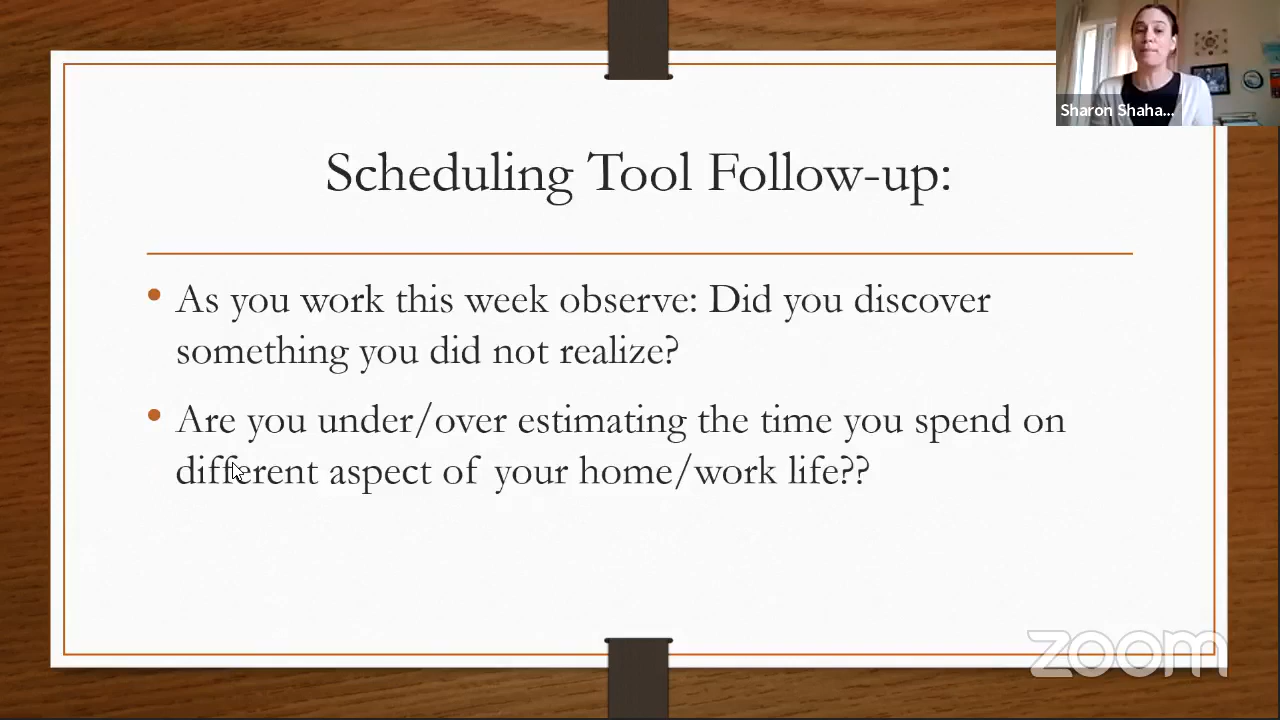 Sharon Shaha...
Scheduling Tool Follow-up:
• As you work this week observe: Did you discover
something you did not realize?
• Are you under/over estimating the time you spend on
different aspect of your home/work life??
zoom